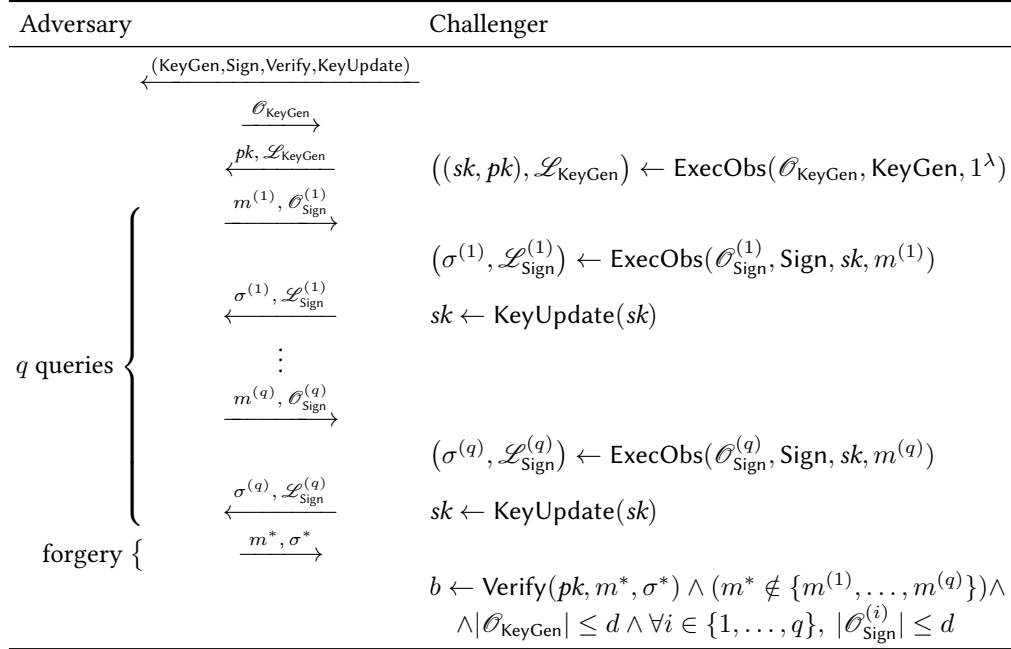 Adversary Challenger
(KeyGen,Sign,Verify,KeyUpdate)
𝒪_KeyGen
pk, ℒ_KeyGen ((sk, pk), ℒ_KeyGen) ← ExecObs(𝒪_KeyGen, KeyGen, 1^λ)
m^(1), 𝒪_Sign^(1)
(σ^(1), ℒ_Sign^(1)) ← ExecObs(𝒪_Sign^(1), Sign, sk, m^(1))
σ^(1), ℒ_Sign^(1) sk ← KeyUpdate(sk)
q queries { ⋮
m^(q), 𝒪_Sign^(q)
(σ^(q), ℒ_Sign^(q)) ← ExecObs(𝒪_Sign^(q), Sign, sk, m^(q))
σ^(q), ℒ_Sign^(q) sk ← KeyUpdate(sk)
forgery { m*, σ*
b ← Verify(pk, m*, σ*) ∧ (m* ∉ {m^(1), …, m^(q)})∧
∧|𝒪_KeyGen| ≤ d ∧ ∀i ∈ {1, …, q}, |𝒪_Sign^(i)| ≤ d